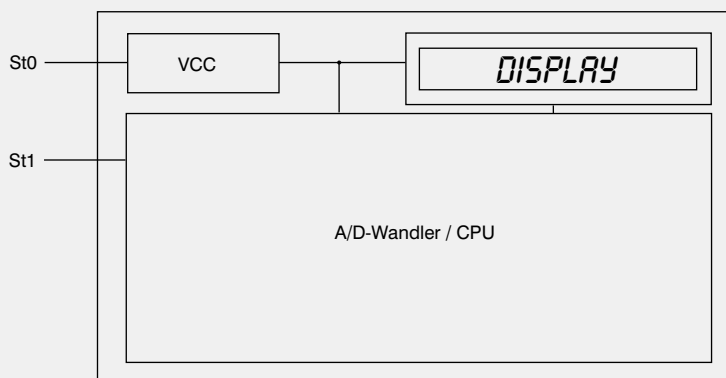 St0
VCC
DISPLAY
St1
A/D-Wandler / CPU